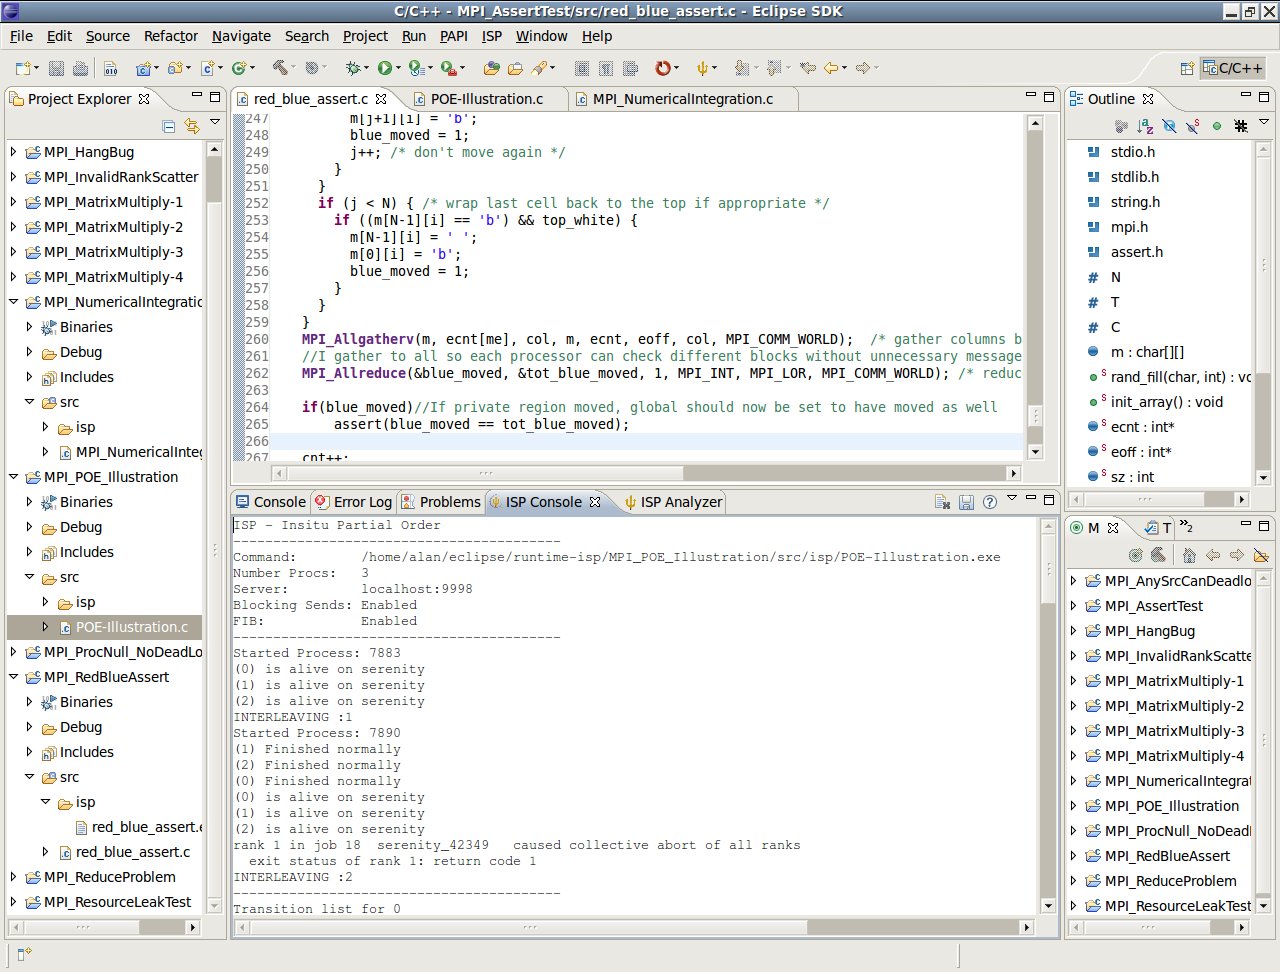 C/C++ - MPI_AssertTest/src/red_blue_assert.c - Eclipse SDK
File Edit Source Refactor Navigate Search Project Run PAPI ISP Window Help
C/C++
Project Explorer
MPI_HangBug
MPI_InvalidRankScatter
MPI_MatrixMultiply-1
MPI_MatrixMultiply-2
MPI_MatrixMultiply-3
MPI_MatrixMultiply-4
MPI_NumericalIntegratic
Binaries
Debug
Includes
src
isp
MPI_NumericalInteg
MPI_POE_Illustration
Binaries
Debug
Includes
src
isp
POE-Illustration.c
MPI_ProcNull_NoDeadLo
MPI_RedBlueAssert
Binaries
Debug
Includes
src
isp
red_blue_assert.e
red_blue_assert.c
MPI_ReduceProblem
MPI_ResourceLeakTest
red_blue_assert.c POE-Illustration.c MPI_NumericalIntegration.c
247 m[j+1][i] = 'b';
248 blue_moved = 1;
249 j++; /* don't move again */
250 }
251 }
252 if (j < N) { /* wrap last cell back to the top if appropriate */
253 if ((m[N-1][i] == 'b') && top_white) {
254 m[N-1][i] = ' ';
255 m[0][i] = 'b';
256 blue_moved = 1;
257 }
258 }
259 }
260 MPI_Allgatherv(m, ecnt[me], col, m, ecnt, eoff, col, MPI_COMM_WORLD); /* gather columns b
261 //I gather to all so each processor can check different blocks without unnecessary message
262 MPI_Allreduce(&blue_moved, &tot_blue_moved, 1, MPI_INT, MPI_LOR, MPI_COMM_WORLD); /* reduc
263
264 if(blue_moved)//If private region moved, global should now be set to have moved as well
265 assert(blue_moved == tot_blue_moved);
266
267 cnt++;
Console Error Log Problems ISP Console ISP Analyzer
ISP - Insitu Partial Order
-----------------------------------------
Command: /home/alan/eclipse/runtime-isp/MPI_POE_Illustration/src/isp/POE-Illustration.exe
Number Procs: 3
Server: localhost:9998
Blocking Sends: Enabled
FIB: Enabled
-----------------------------------------
Started Process: 7883
(0) is alive on serenity
(1) is alive on serenity
(2) is alive on serenity
INTERLEAVING :1
Started Process: 7890
(1) Finished normally
(2) Finished normally
(0) Finished normally
(0) is alive on serenity
(1) is alive on serenity
(2) is alive on serenity
rank 1 in job 18 serenity_42349 caused collective abort of all ranks
exit status of rank 1: return code 1
INTERLEAVING :2
-----------------------------------------
Transition list for 0
Outline
stdio.h
stdlib.h
string.h
mpi.h
assert.h
N
T
C
m : char[][]
rand_fill(char, int) : vo
init_array() : void
ecnt : int*
eoff : int*
sz : int
M T »2
MPI_AnySrcCanDeadlo
MPI_AssertTest
MPI_HangBug
MPI_InvalidRankScatte
MPI_MatrixMultiply-1
MPI_MatrixMultiply-2
MPI_MatrixMultiply-3
MPI_MatrixMultiply-4
MPI_NumericalIntegrat
MPI_POE_Illustration
MPI_ProcNull_NoDeadl
MPI_RedBlueAssert
MPI_ReduceProblem
MPI_ResourceLeakTest